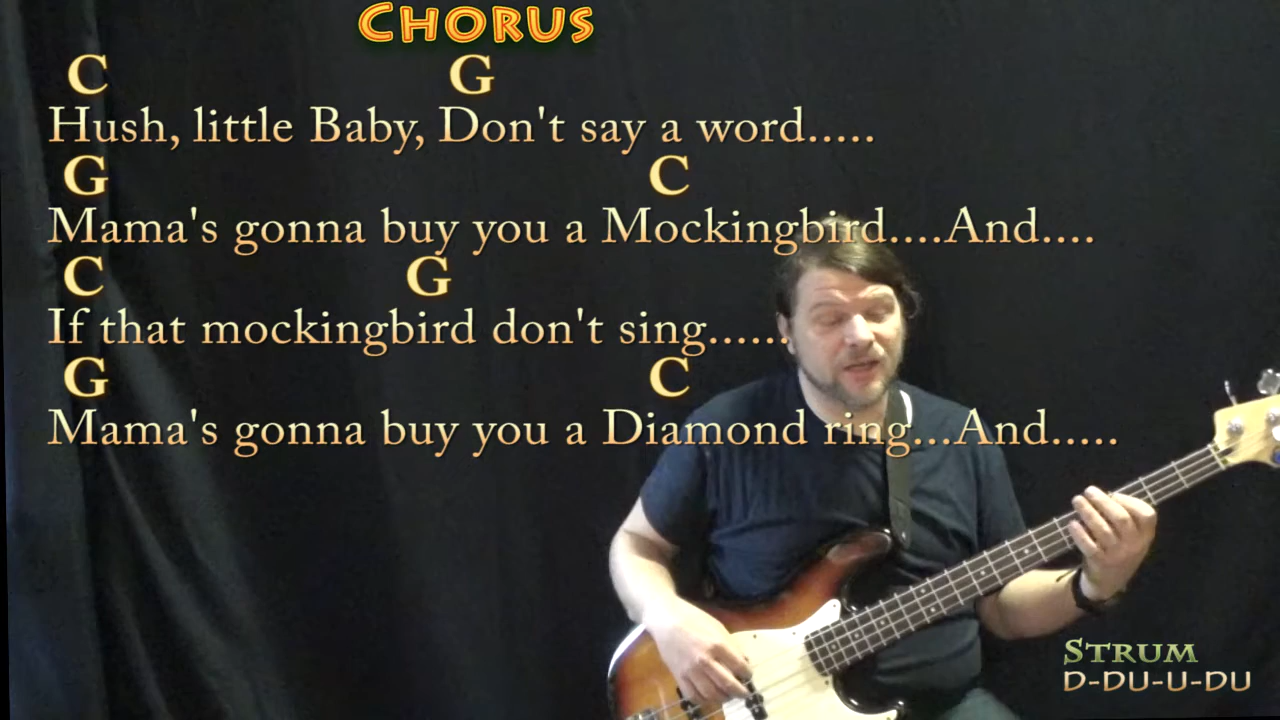 CHORUS
C G
Hush, little Baby, Don't say a word.....
G C
Mama's gonna buy you a Mockingbird....And....
C G
If that mockingbird don't sing......
G C
Mama's gonna buy you a Diamond ring...And.....
STRUM
D-DU-U-DU